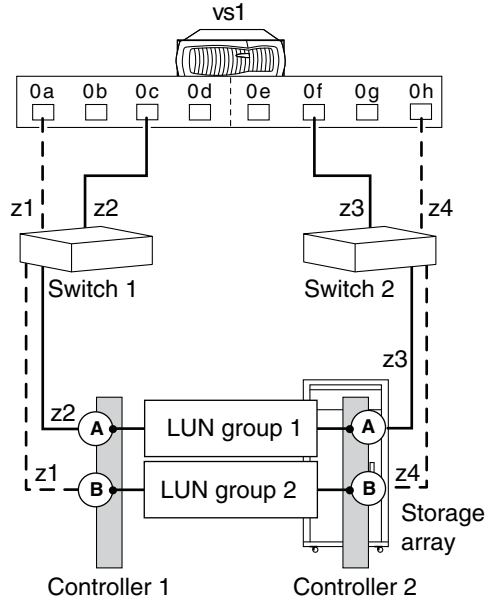 vs1
0a 0b 0c 0d 0e 0f 0g 0h
z1 z2 z3 z4
Switch 1 Switch 2
z3
z2
A LUN group 1 A
z1 z4
B LUN group 2 B
Storage
array
Controller 1 Controller 2